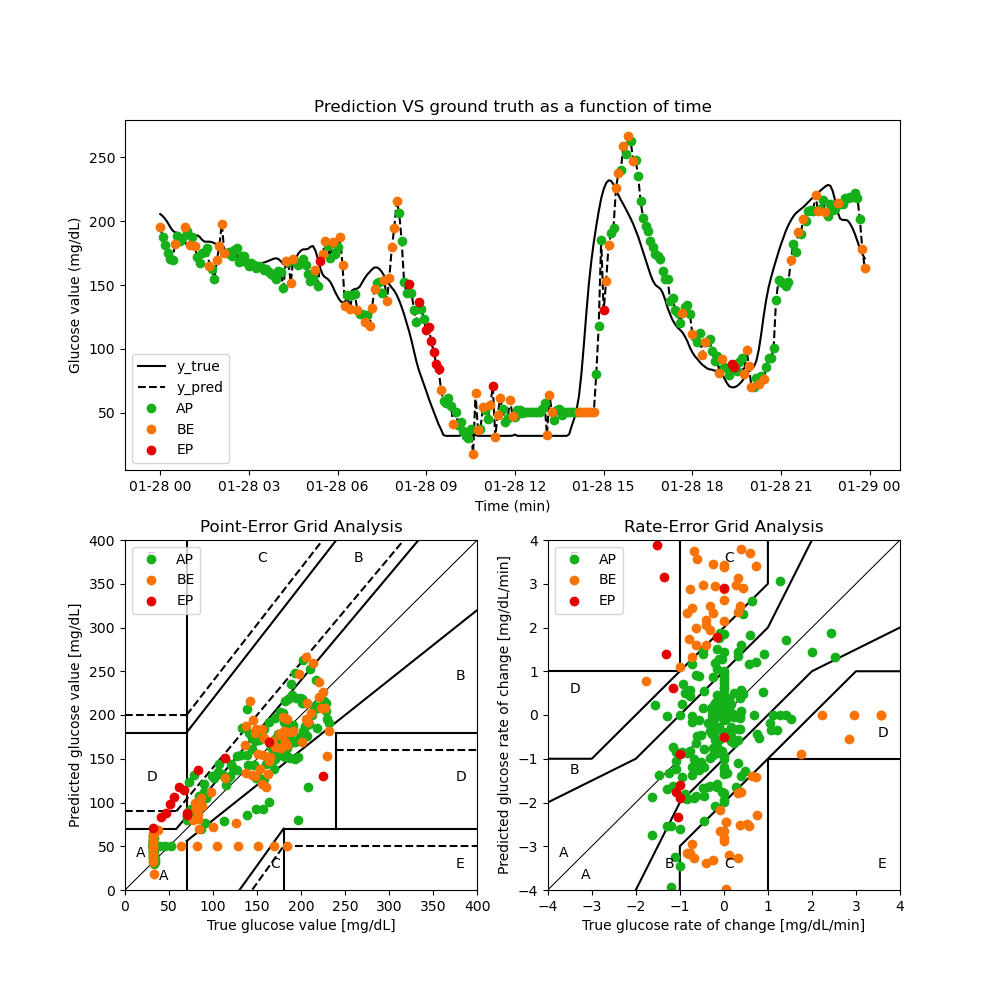 Prediction VS ground truth as a function of time
Glucose value (mg/dL)
250
200
150
100
50
y_true
y_pred
AP
BE
EP
01-28 00 01-28 03 01-28 06 01-28 09 01-28 12 01-28 15 01-28 18 01-28 21 01-29 00
Time (min)
Point-Error Grid Analysis
Predicted glucose value [mg/dL]
400
350
300
250
200
150
100
50
0
AP
BE
EP
C
B
B
D
D
A
A
C
E
0 50 100 150 200 250 300 350 400
True glucose value [mg/dL]
Rate-Error Grid Analysis
Predicted glucose rate of change [mg/dL/min]
4
3
2
1
0
−1
−2
−3
−4
AP
BE
EP
C
D
D
B
A
A
B
C
E
−4 −3 −2 −1 0 1 2 3 4
True glucose rate of change [mg/dL/min]